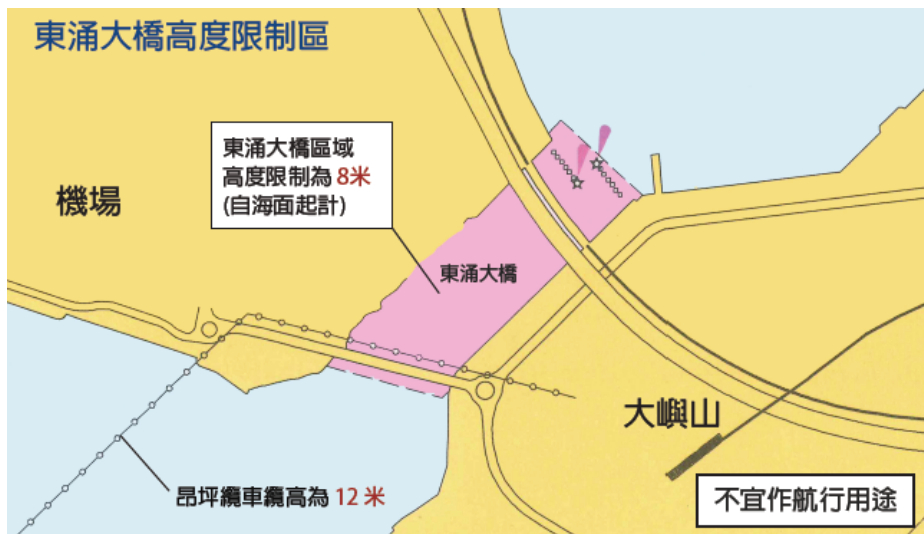 東涌大橋高度限制區
東涌大橋區域
高度限制為 8米
(自海面起計)
機場
東涌大橋
大嶼山
昂坪纜車纜高為 12 米
不宜作航行用途